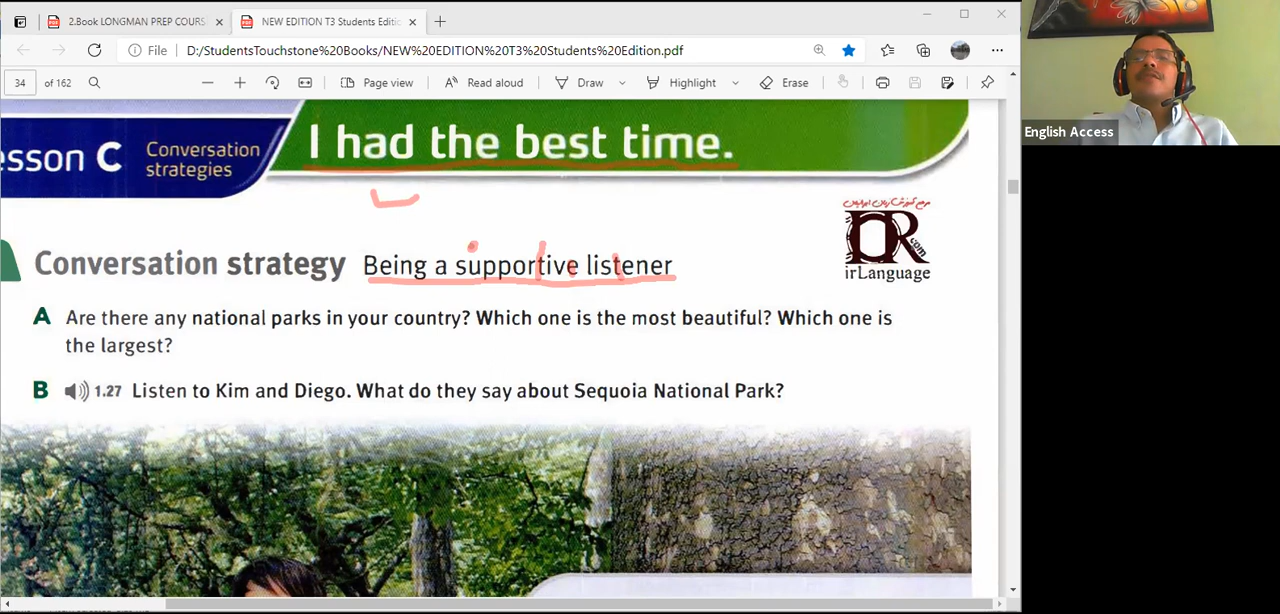 2.Book LONGMAN PREP COURS
NEW EDITION T3 Students Editio
File
D:/StudentsTouchstone%20Books/NEW%20EDITION%20T3%20Students%20Edition.pdf
34 of 162
Page view
Read aloud
Draw
Highlight
Erase
esson C Conversation
strategies
I had the best time.
English Access
irLanguage
.com
Conversation strategy Being a supportive listener
A Are there any national parks in your country? Which one is the most beautiful? Which one is
the largest?
B 1.27 Listen to Kim and Diego. What do they say about Sequoia National Park?